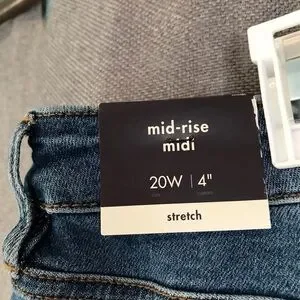 mid-rise
midi
20W | 4"
stretch